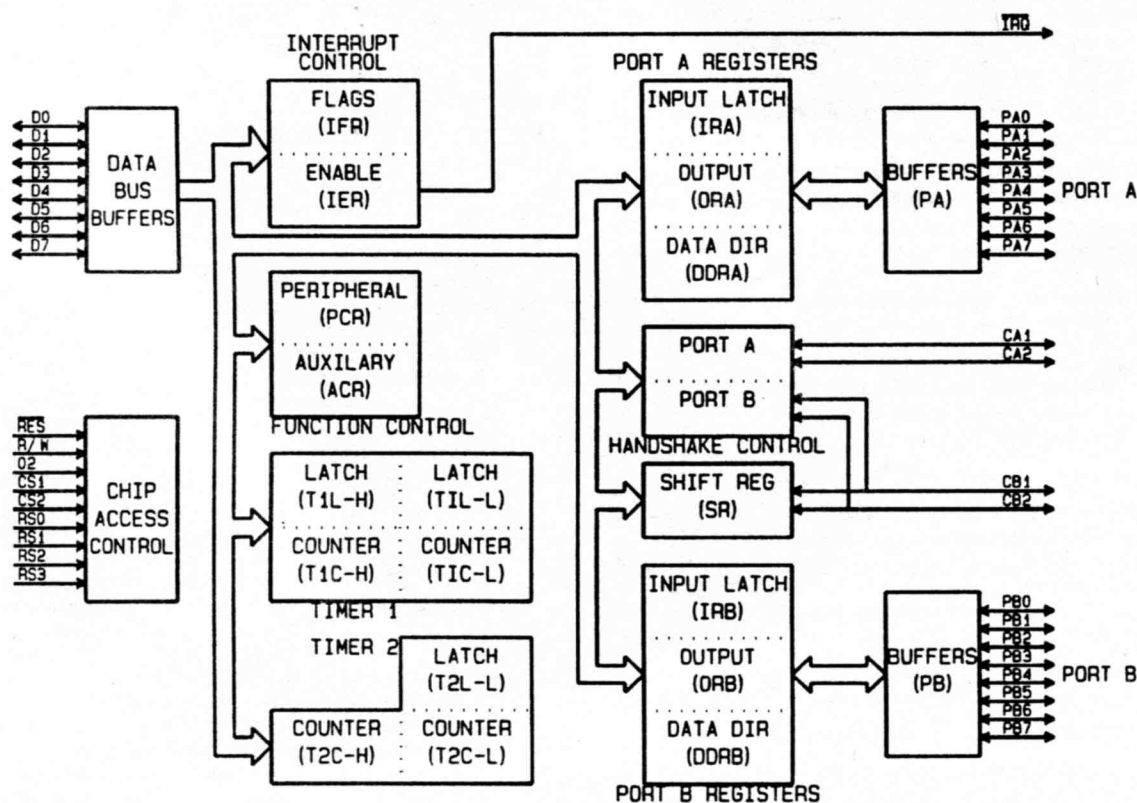 IRQ
INTERRUPT
CONTROL
FLAGS
(IFR)
ENABLE
(IER)
PORT A REGISTERS
INPUT LATCH
(IRA)
OUTPUT
(ORA)
DATA DIR
(DDRA)
D0
D1
D2
D3
D4
D5
D6
D7
DATA
BUS
BUFFERS
BUFFERS
(PA)
PA0
PA1
PA2
PA3
PA4
PA5
PA6
PA7
PORT A
PERIPHERAL
(PCR)
AUXILARY
(ACR)
FUNCTION CONTROL
PORT A
PORT B
HANDSHAKE CONTROL
CA1
CA2
RES
R/W
O2
CS1
CS2
RS0
RS1
RS2
RS3
CHIP
ACCESS
CONTROL
LATCH
(T1L-H)
LATCH
(TIL-L)
COUNTER
(T1C-H)
COUNTER
(TIC-L)
TIMER 1
SHIFT REG
(SR)
CB1
CB2
TIMER 2
LATCH
(T2L-L)
COUNTER
(T2C-H)
COUNTER
(T2C-L)
INPUT LATCH
(IRB)
OUTPUT
(ORB)
DATA DIR
(DDRB)
PORT B REGISTERS
BUFFERS
(PB)
PB0
PB1
PB2
PB3
PB4
PB5
PB6
PB7
PORT B